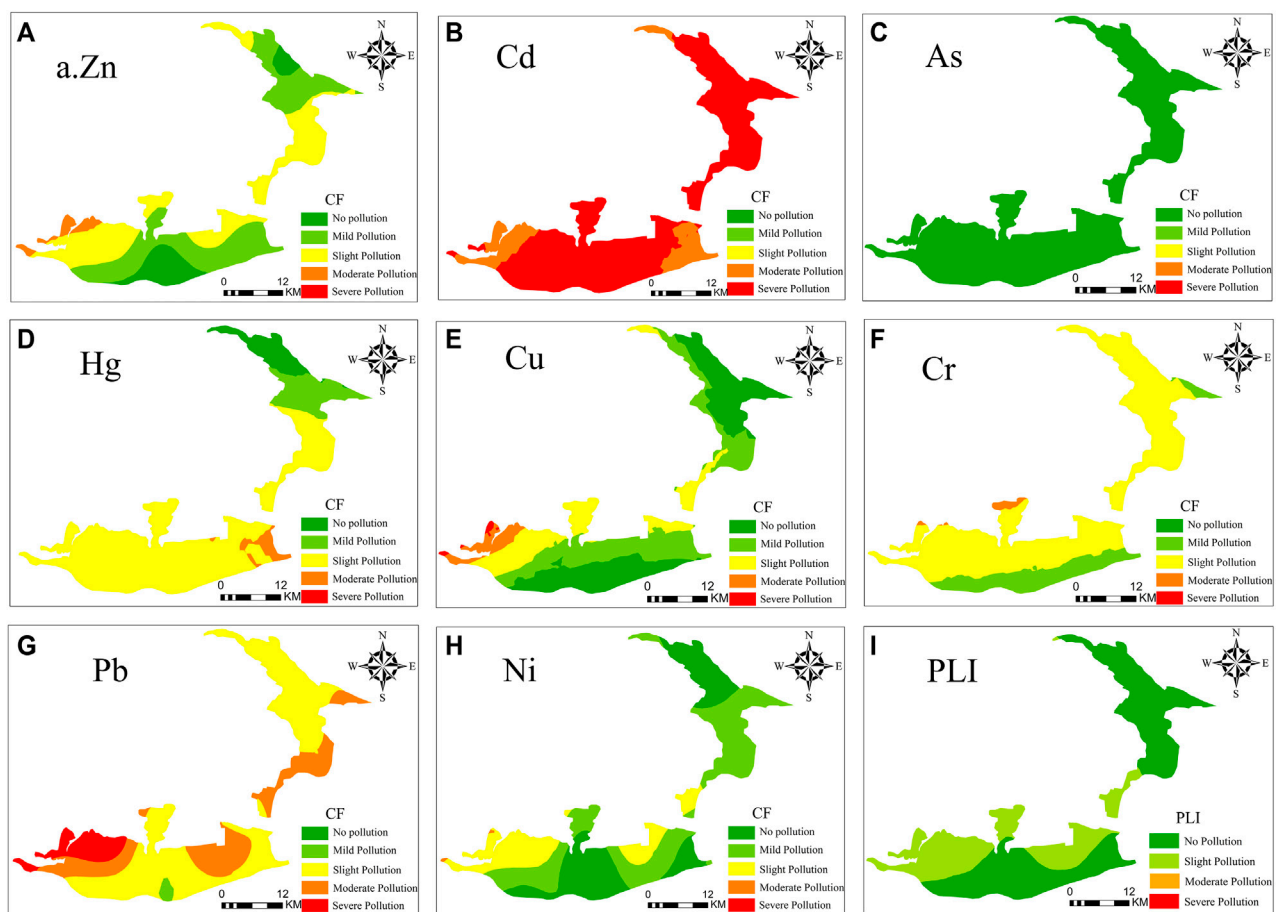 A
a.Zn
N
W E
S
CF
No pollution
Mild Pollution
Slight Pollution
Moderate Pollution
Severe Pollution
0 12
KM
B
Cd
N
W E
S
CF
No pollution
Mild Pollution
Slight Pollution
Moderate Pollution
Severe Pollution
0 12
KM
C
As
N
W E
S
CF
No pollution
Mild Pollution
Slight Pollution
Moderate Pollution
Severe Pollution
0 12
KM
D
Hg
N
W E
S
CF
No pollution
Mild Pollution
Slight Pollution
Moderate Pollution
Severe Pollution
0 12
KM
E
Cu
N
W E
S
CF
No pollution
Mild Pollution
Slight Pollution
Moderate Pollution
Severe Pollution
0 12
KM
F
Cr
N
W E
S
CF
No pollution
Mild Pollution
Slight Pollution
Moderate Pollution
Severe Pollution
0 12
KM
G
Pb
N
W E
S
CF
No pollution
Mild Pollution
Slight Pollution
Moderate Pollution
Severe Pollution
0 12
KM
H
Ni
N
W E
S
CF
No pollution
Mild Pollution
Slight Pollution
Moderate Pollution
Severe Pollution
0 12
KM
I
PLI
N
W E
S
PLI
No Pollution
Slight Pollution
Moderate Pollution
Severe Pollution
0 12
KM